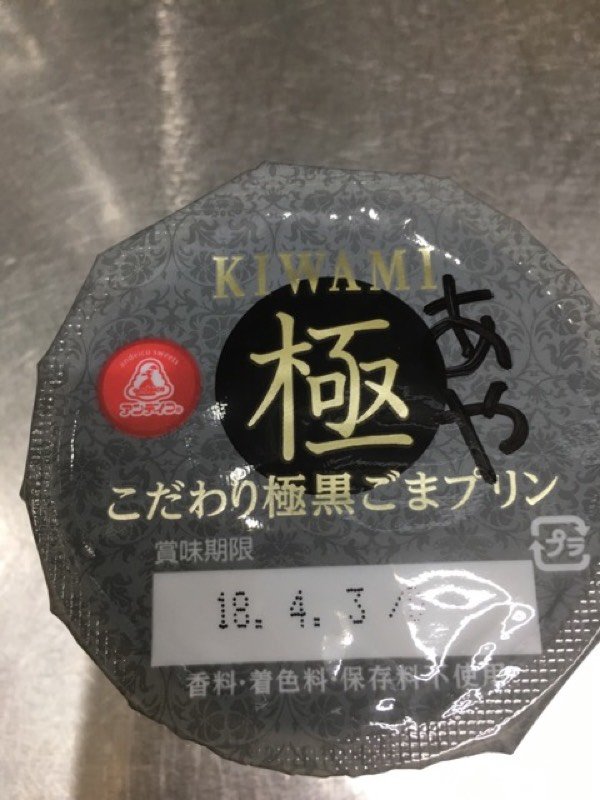 KIWAMI
極
あや
andeico sweets
アンデイコ®
こだわり極黒ごまプリン
賞味期限
18. 4. 3
香料・着色料・保存料不使用
プラ